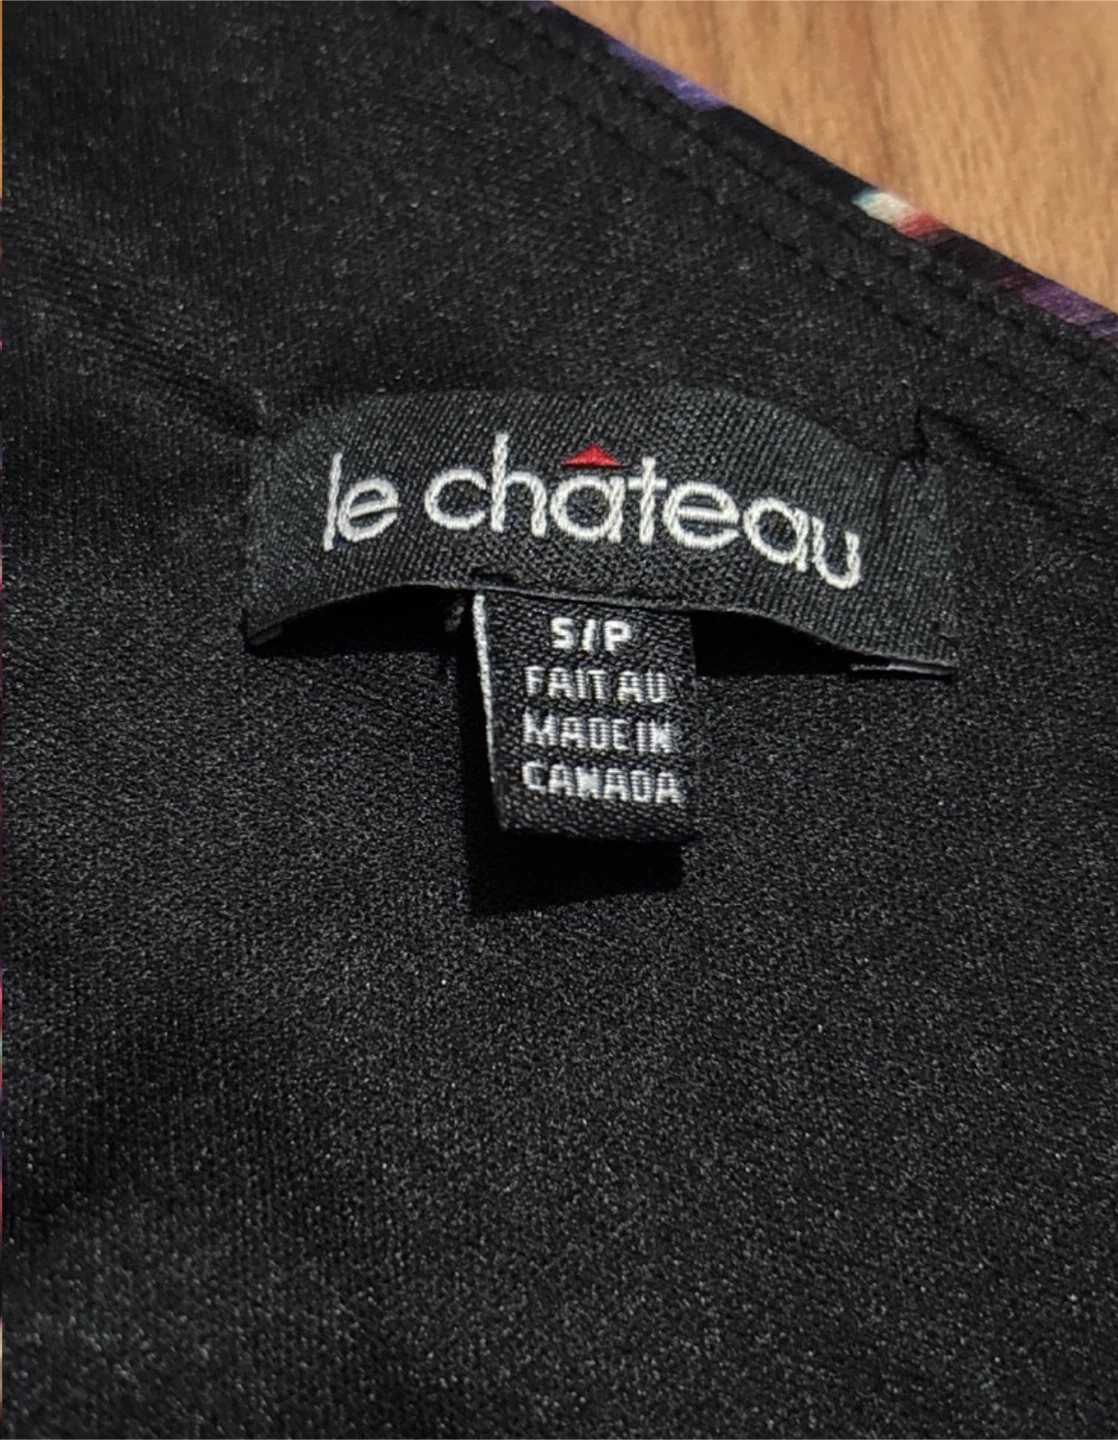 le château
S/P
FAIT AU
MADE IN
CANADA